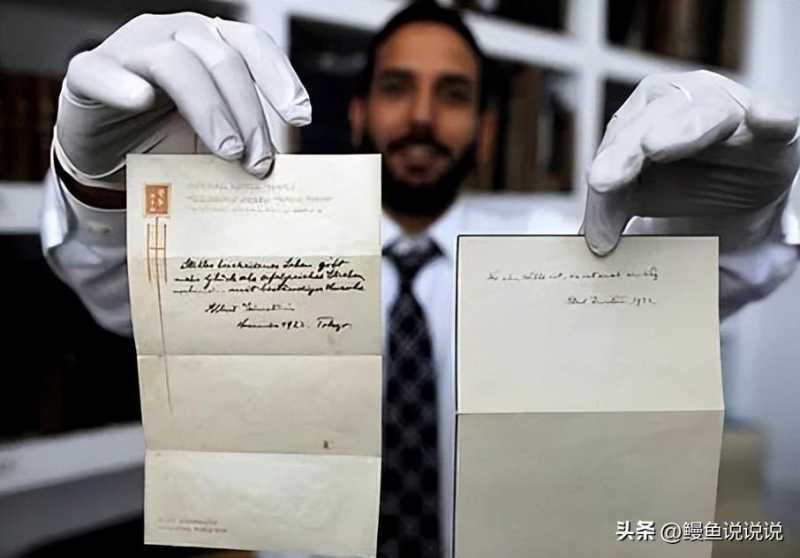 Stilles bescheidenes Leben gibt
mehr Glück als erfolgreiches Streben
verbunden mit beständiger Unruhe
Albert Einstein
November 1922. Tokyo.
Wo ein Wille ist, da ist auch ein Weg
Albert Einstein 1922
头条 @鳗鱼说说说